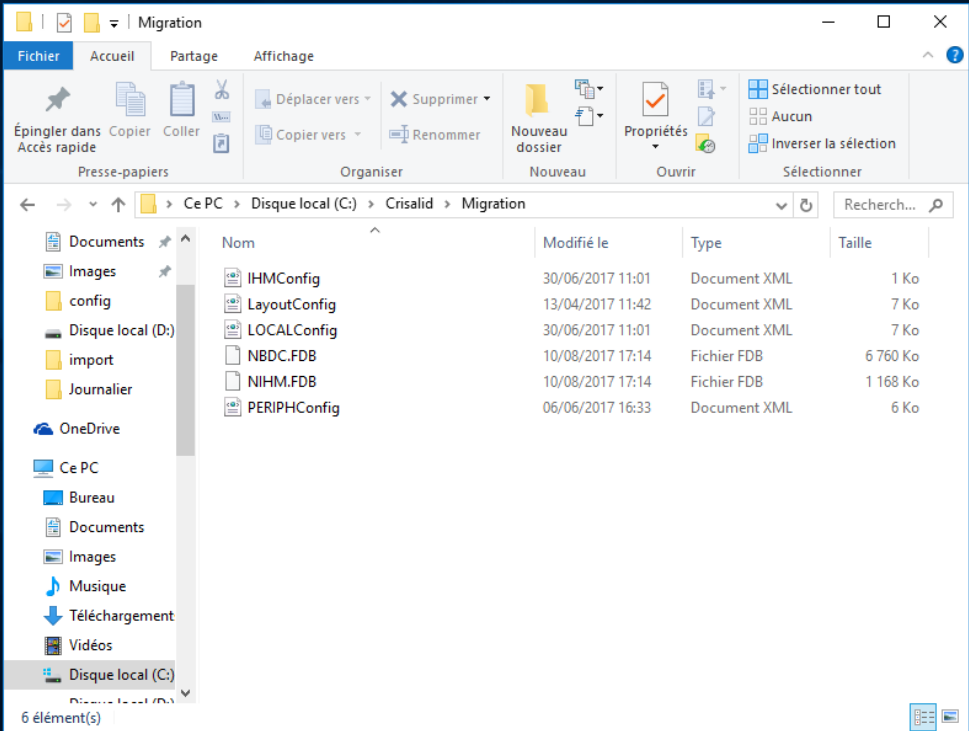 Migration
Fichier Accueil Partage Affichage
Épingler dans Accès rapide
Copier
Coller
Déplacer vers
Copier vers
Supprimer
Renommer
Nouveau dossier
Propriétés
Sélectionner tout
Aucun
Inverser la sélection
Presse-papiers Organiser Nouveau Ouvrir Sélectionner
Ce PC > Disque local (C:) > Crisalid > Migration
Recherch...
Documents
Images
config
Disque local (D:)
import
Journalier
OneDrive
Ce PC
Bureau
Documents
Images
Musique
Téléchargement
Vidéos
Disque local (C:)
Disque local (D:)
Nom Modifié le Type Taille
IHMConfig 30/06/2017 11:01 Document XML 1 Ko
LayoutConfig 13/04/2017 11:42 Document XML 7 Ko
LOCALConfig 30/06/2017 11:01 Document XML 7 Ko
NBDC.FDB 10/08/2017 17:14 Fichier FDB 6 760 Ko
NIHM.FDB 10/08/2017 17:14 Fichier FDB 1 168 Ko
PERIPHConfig 06/06/2017 16:33 Document XML 6 Ko
6 élément(s)